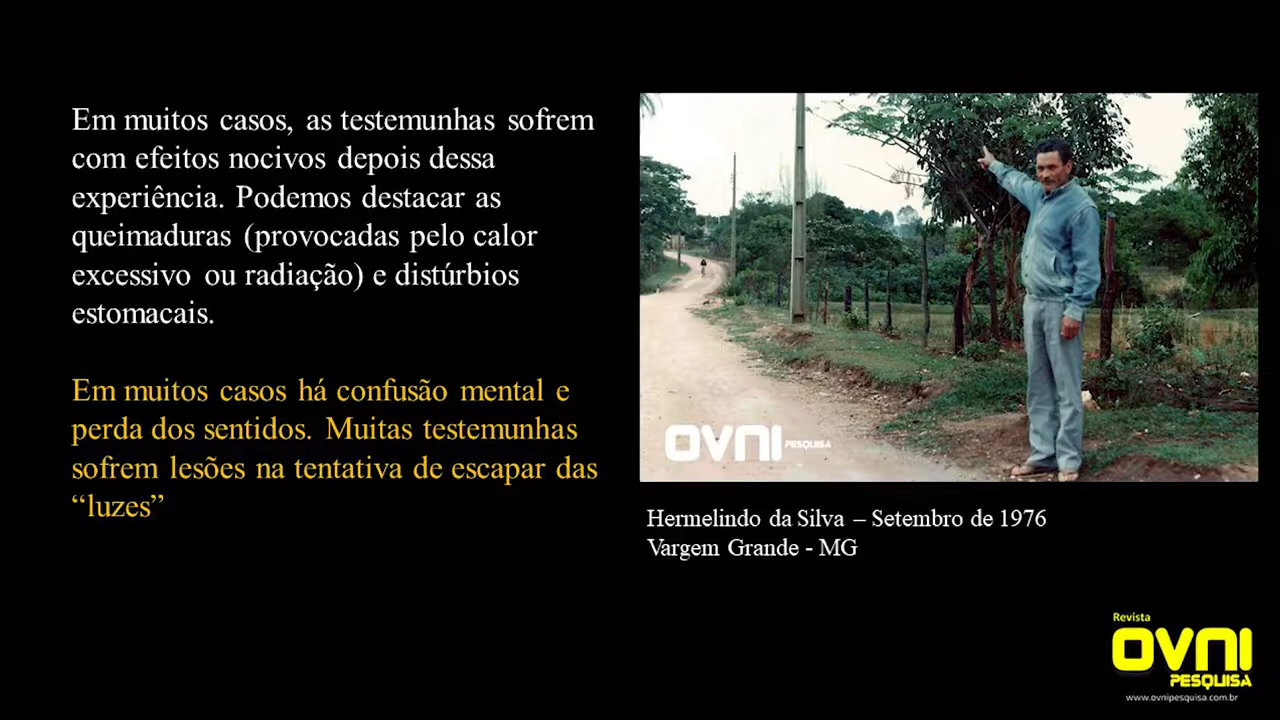 Em muitos casos, as testemunhas sofrem
com efeitos nocivos depois dessa
experiência. Podemos destacar as
queimaduras (provocadas pelo calor
excessivo ou radiação) e distúrbios
estomacais.
Em muitos casos há confusão mental e
perda dos sentidos. Muitas testemunhas
sofrem lesões na tentativa de escapar das
“luzes”
OVNI PESQUISA
Hermelindo da Silva – Setembro de 1976
Vargem Grande - MG
Revista
OVNI
PESQUISA
www.ovnipesquisa.com.br